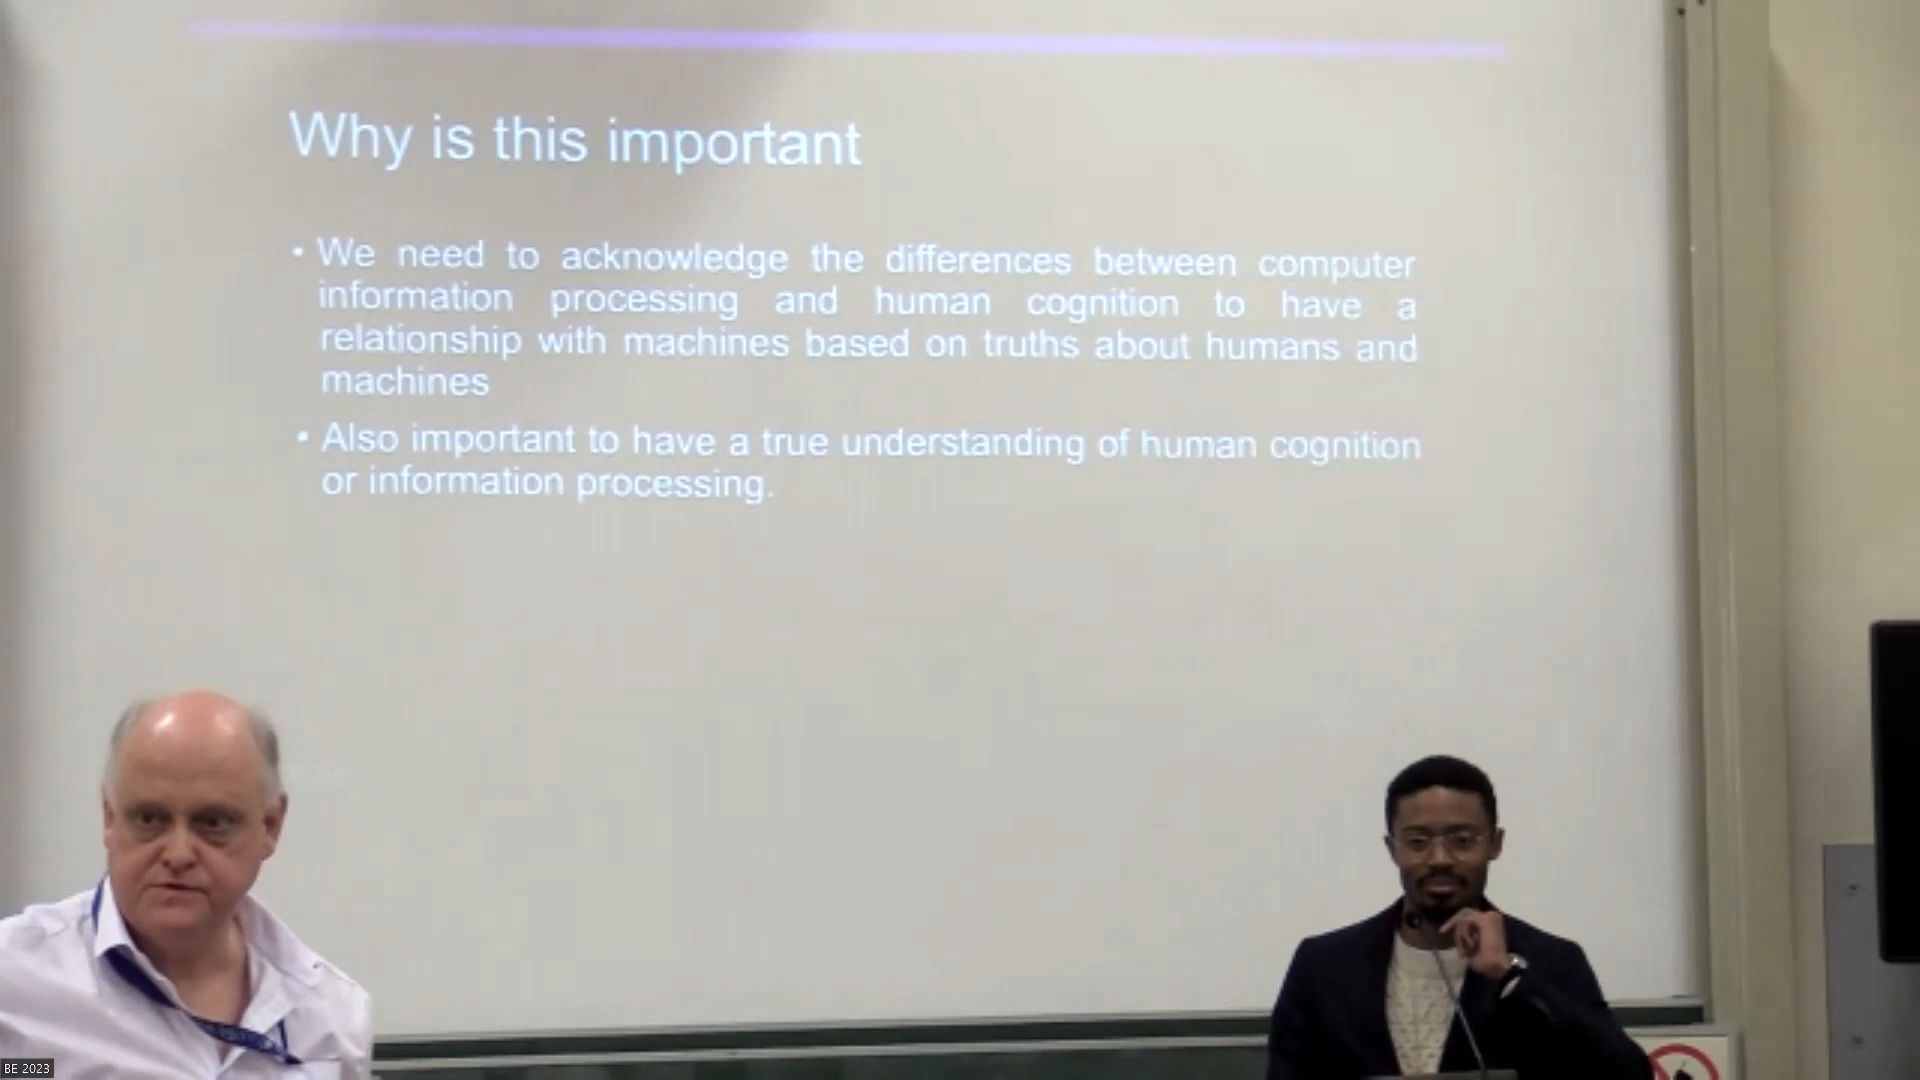 Why is this important
• We need to acknowledge the differences between computer
information processing and human cognition to have a
relationship with machines based on truths about humans and
machines
• Also important to have a true understanding of human cognition
or information processing.
BE 2023